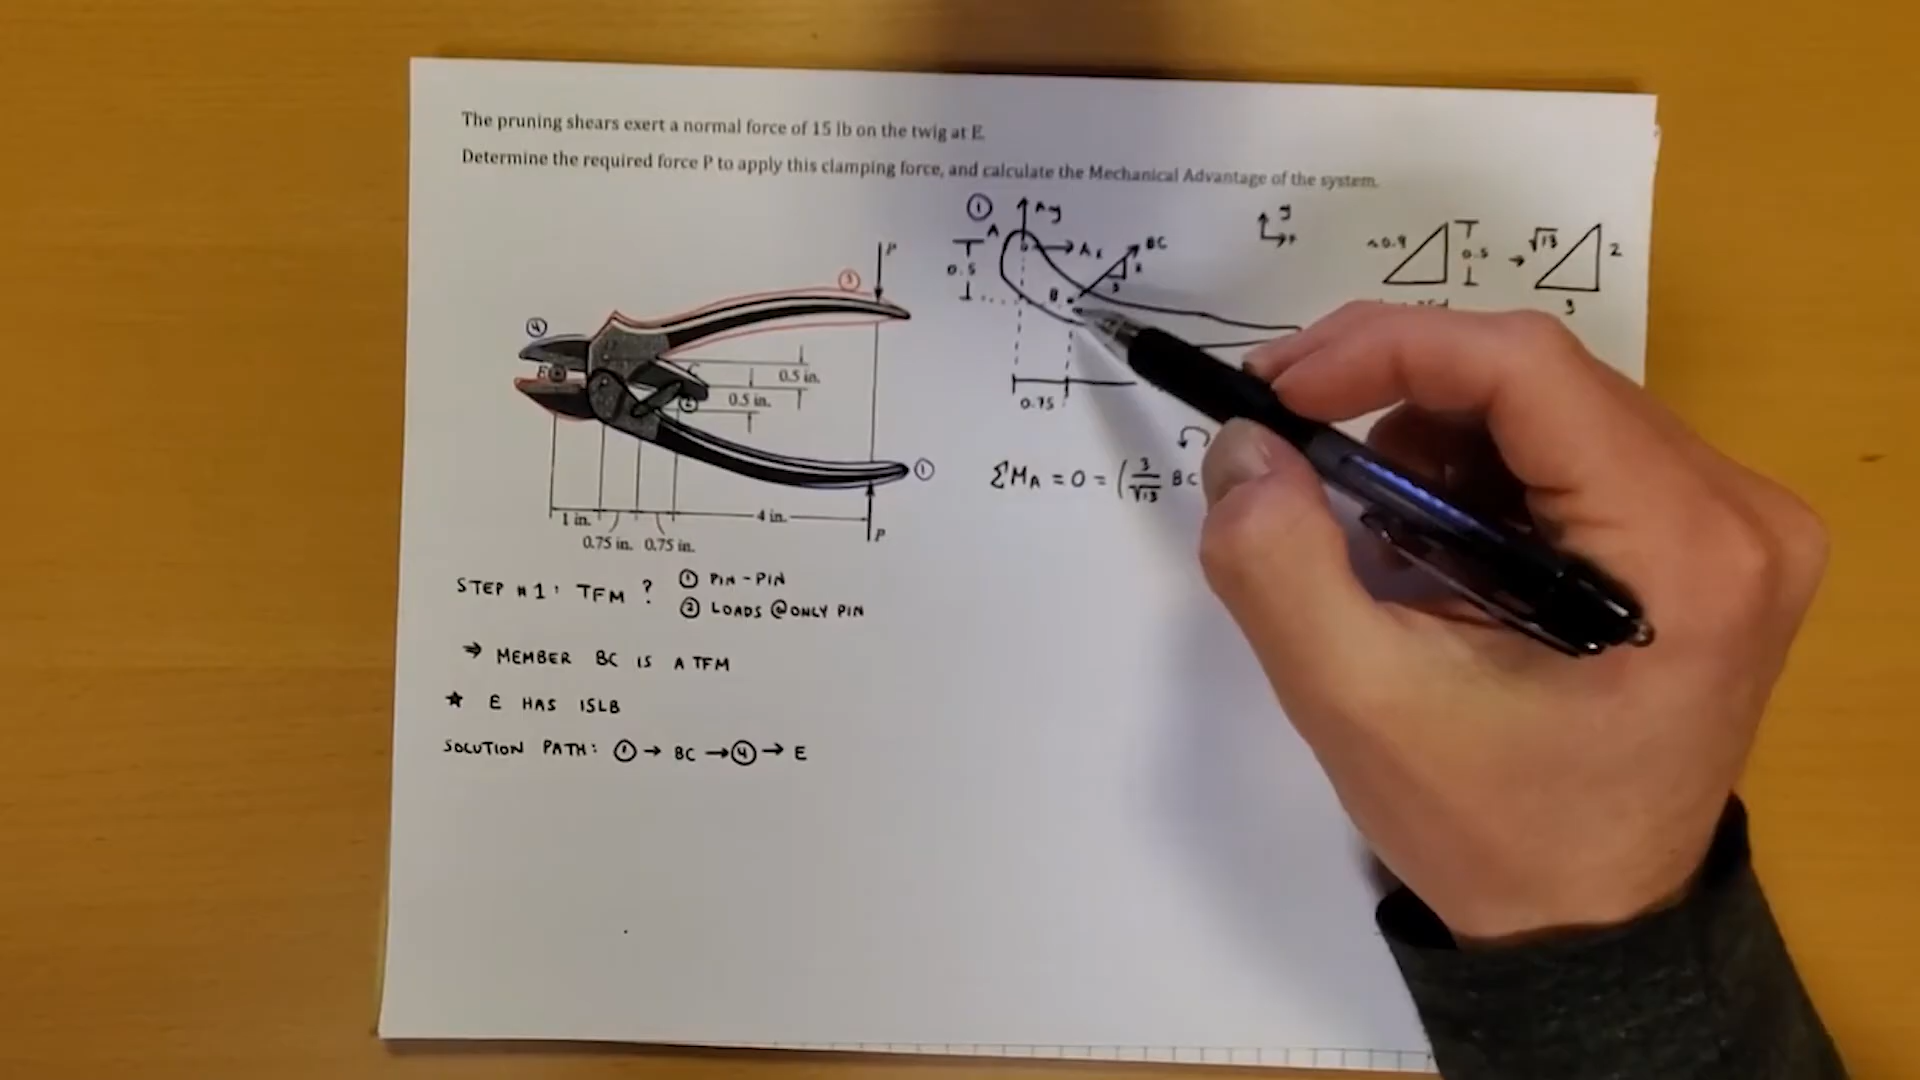 The pruning shears exert a normal force of 15 lb on the twig at E.
Determine the required force P to apply this clamping force, and calculate the Mechanical Advantage of the system.
① Ay
A
Ax
BC
0.5
B
2
3
0.75
y
x
0.5
√13
2
3
P
③
④
E
C
0.5 in.
②
0.5 in.
①
1 in.
4 in.
P
0.75 in. 0.75 in.
ΣMA = 0 = (3/√13 BC
STEP #1: TFM ? ① PIN-PIN
② LOADS @ ONLY PIN
⇒ MEMBER BC IS A TFM
☆ E HAS 15LB
SOLUTION PATH: ① → BC → ④ → E